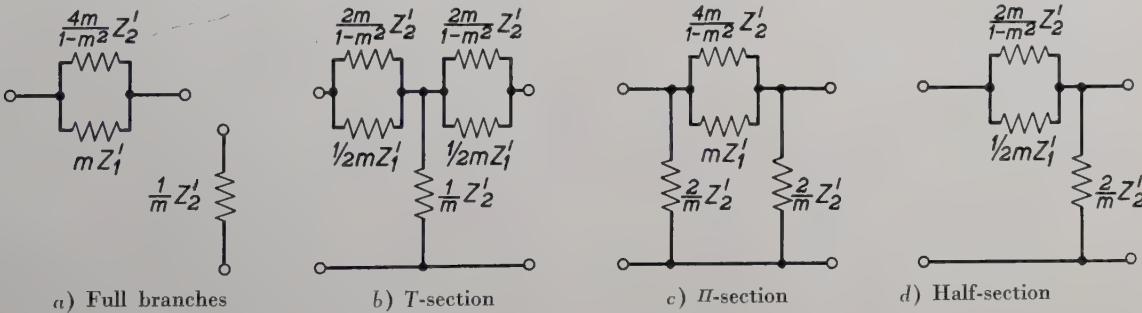 4m/1-m² Z₂′
mZ₁′
1/m Z₂′
a) Full branches
2m/1-m² Z₂′ 2m/1-m² Z₂′
½mZ₁′ ½mZ₁′
1/m Z₂′
b) T-section
4m/1-m² Z₂′
mZ₁′
2/m Z₂′ 2/m Z₂′
c) Π-section
2m/1-m² Z₂′
½mZ₁′
2/m Z₂′
d) Half-section